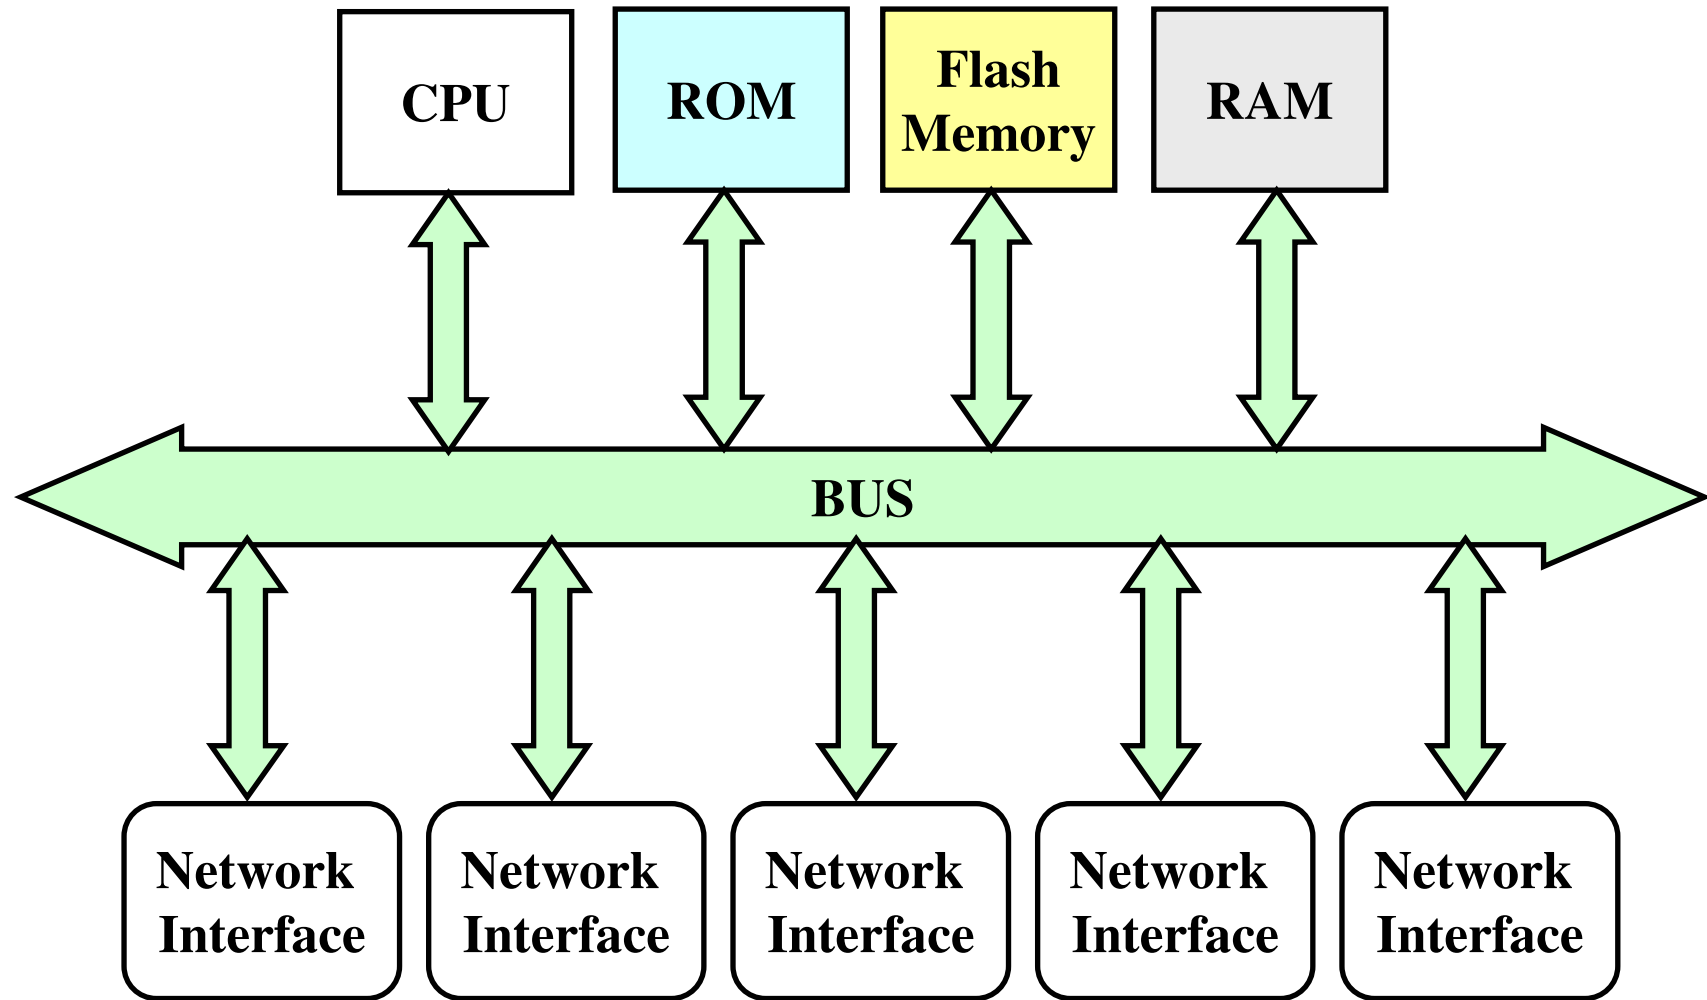 CPU
ROM
Flash
Memory
RAM
BUS
Network
Interface
Network
Interface
Network
Interface
Network
Interface
Network
Interface